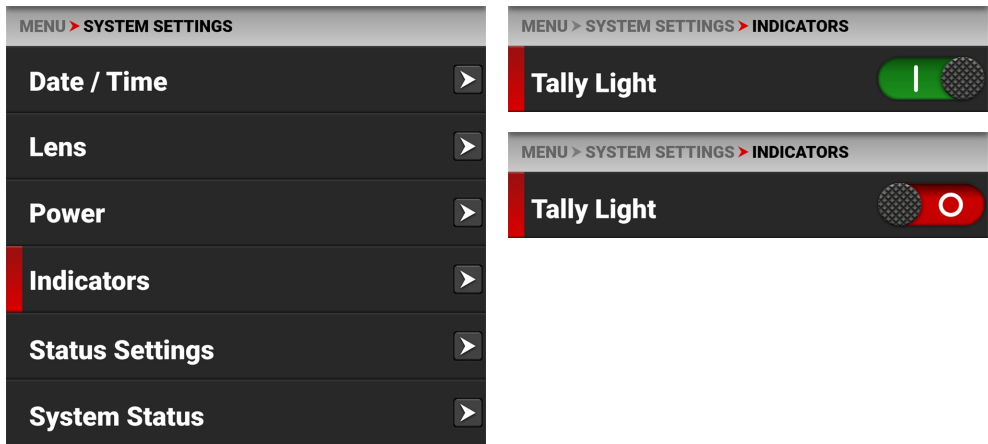 MENU > SYSTEM SETTINGS
Date / Time
Lens
Power
Indicators
Status Settings
System Status
MENU > SYSTEM SETTINGS > INDICATORS
Tally Light
MENU > SYSTEM SETTINGS > INDICATORS
Tally Light